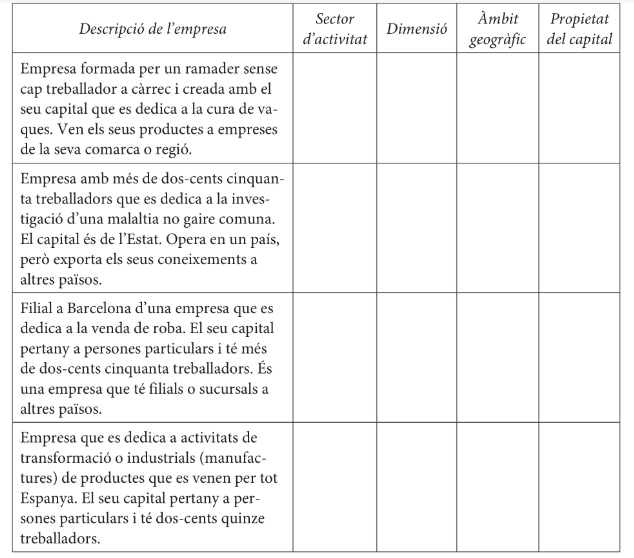 Descripció de l'empresa
Sector
d'activitat
Dimensió
Àmbit
geogràfic
Propietat
del capital
Empresa formada per un ramader sense
cap treballador a càrrec i creada amb el
seu capital que es dedica a la cura de va-
ques. Ven els seus productes a empreses
de la seva comarca o regió.
Empresa amb més de dos-cents cinquan-
ta treballadors que es dedica a la inves-
tigació d'una malaltia no gaire comuna.
El capital és de l'Estat. Opera en un país,
però exporta els seus coneixements a
altres països.
Filial a Barcelona d'una empresa que es
dedica a la venda de roba. El seu capital
pertany a persones particulars i té més
de dos-cents cinquanta treballadors. És
una empresa que té filials o sucursals a
altres països.
Empresa que es dedica a activitats de
transformació o industrials (manufac-
tures) de productes que es venen per tot
Espanya. El seu capital pertany a per-
sones particulars i té dos-cents quinze
treballadors.